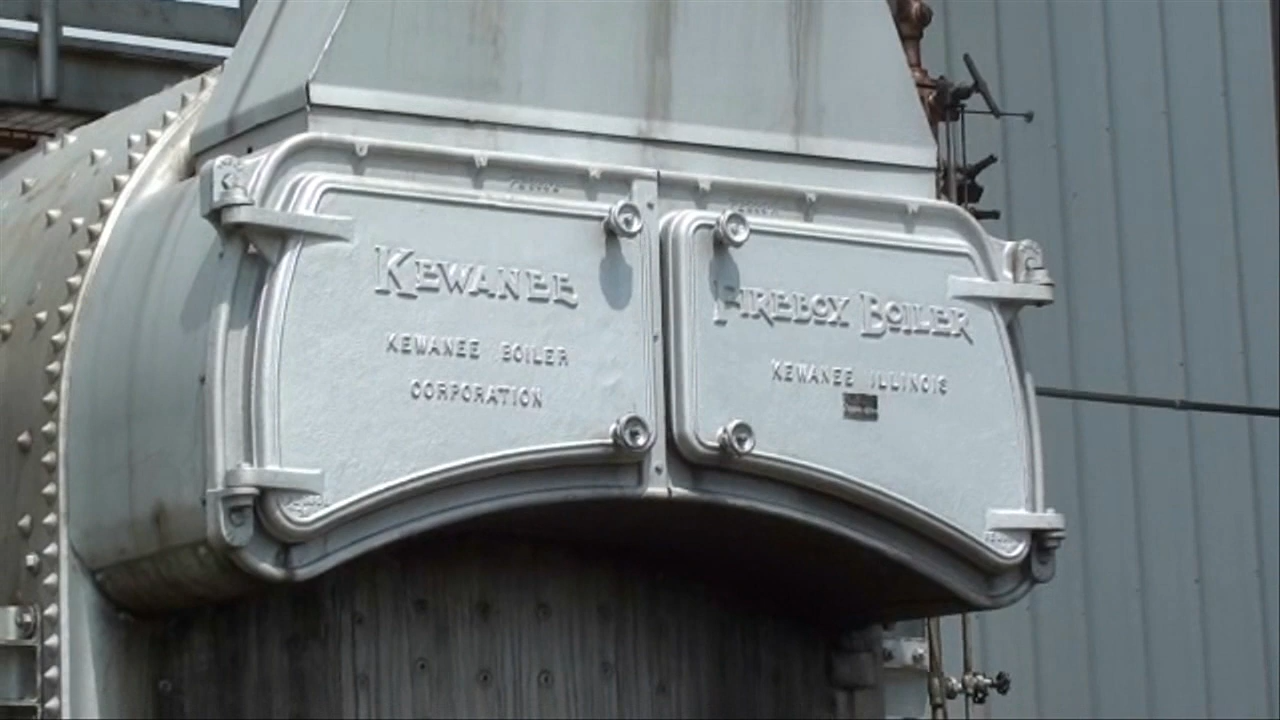 KEWANEE
KEWANEE BOILER
CORPORATION
FIREBOX BOILER
KEWANEE ILLINOIS